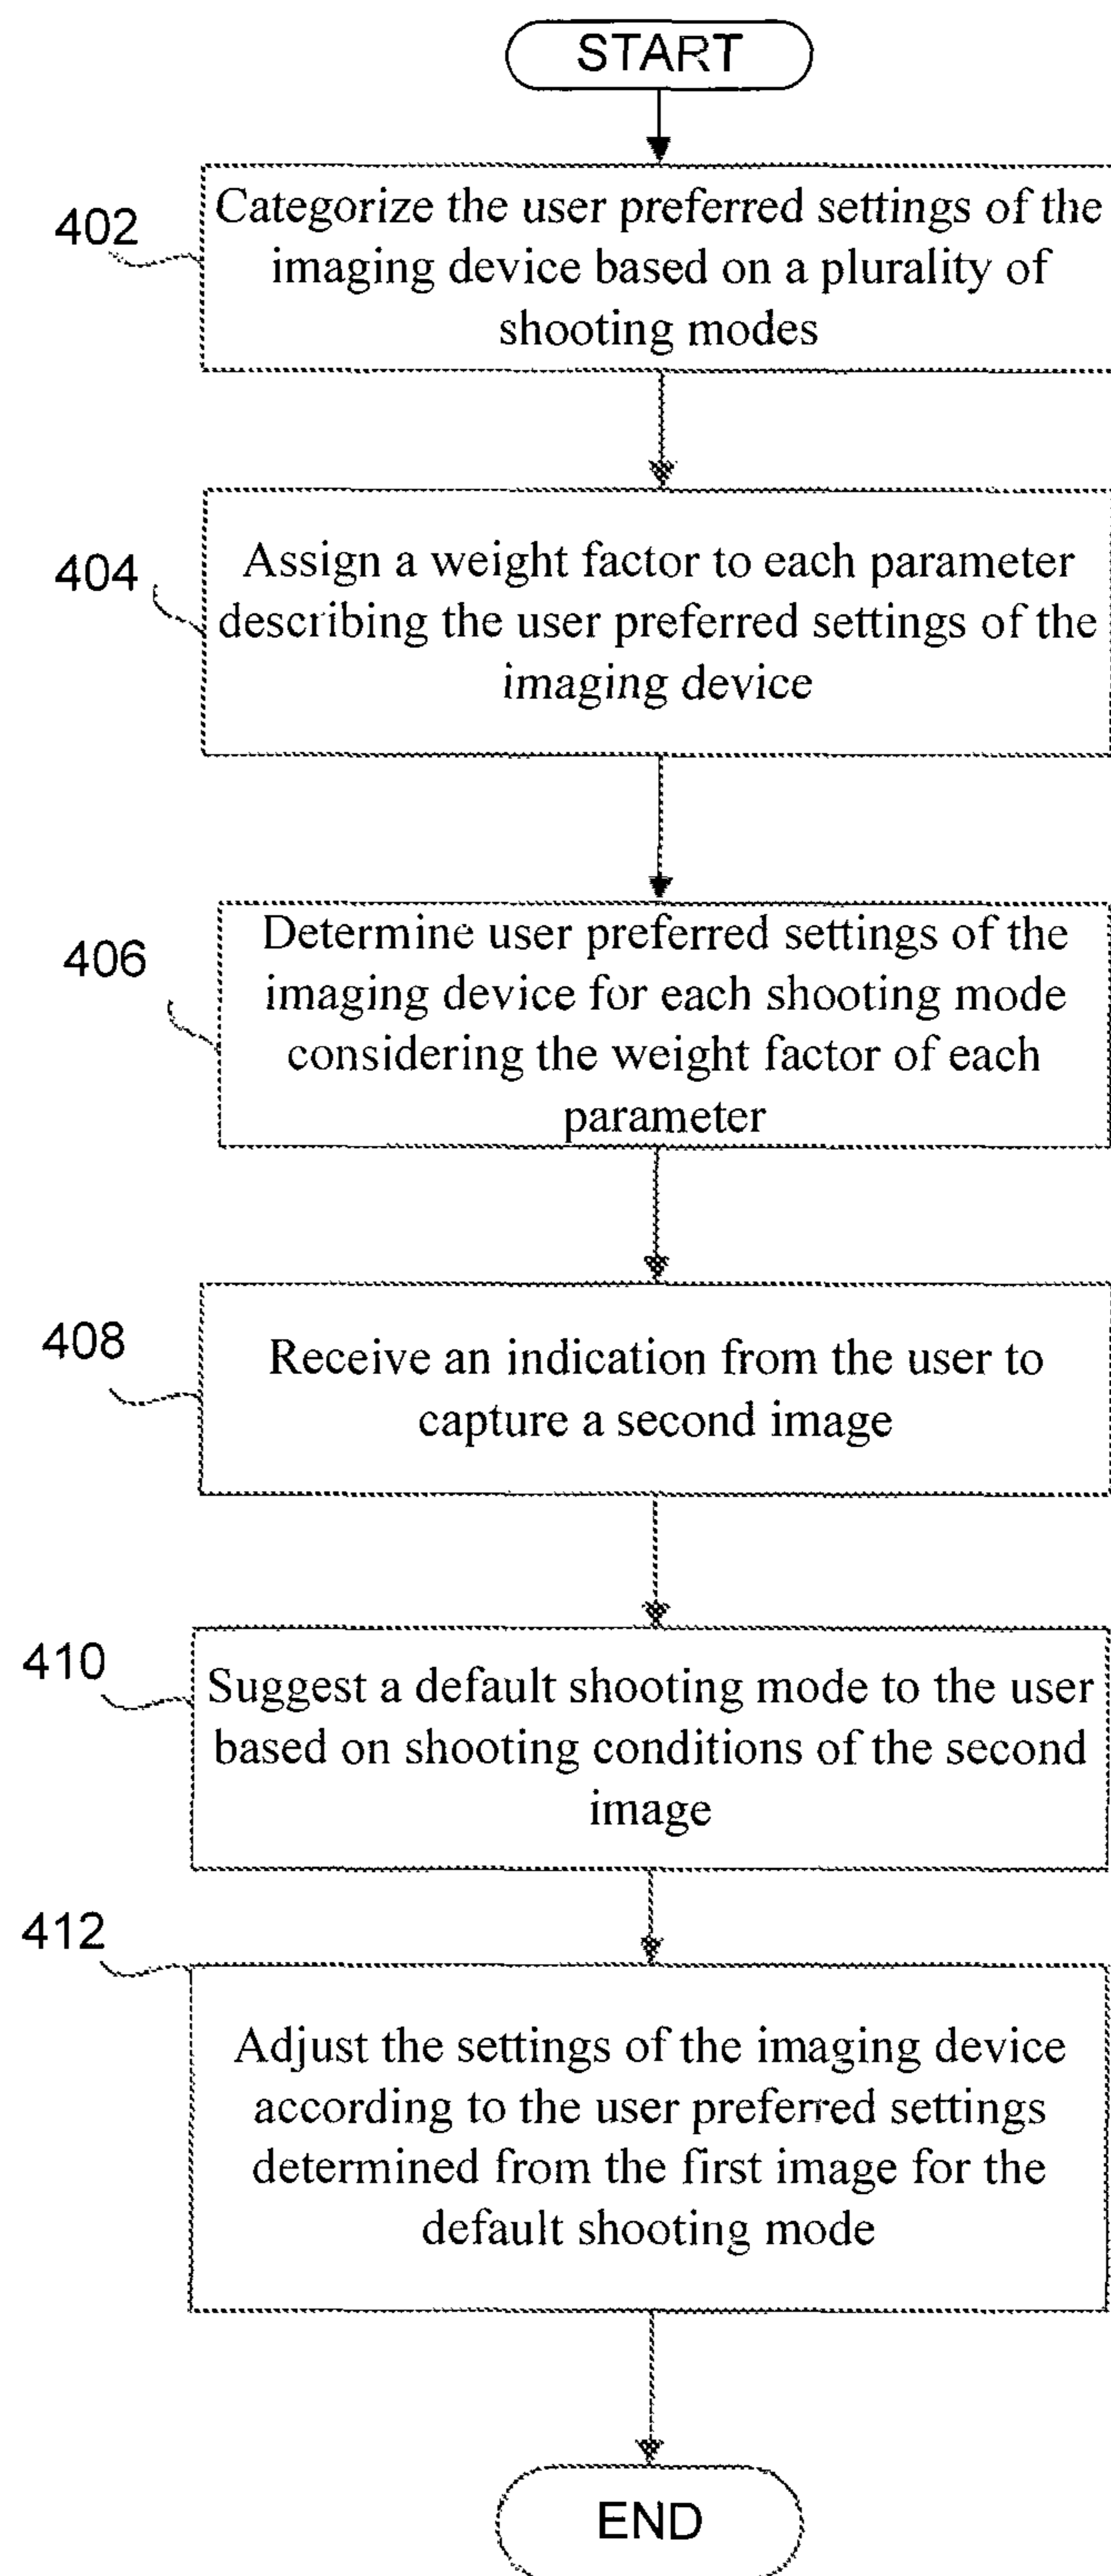 START
402
Categorize the user preferred settings of the
imaging device based on a plurality of
shooting modes
404
Assign a weight factor to each parameter
describing the user preferred settings of the
imaging device
406
Determine user preferred settings of the
imaging device for each shooting mode
considering the weight factor of each
parameter
408
Receive an indication from the user to
capture a second image
410
Suggest a default shooting mode to the user
based on shooting conditions of the second
image
412
Adjust the settings of the imaging device
according to the user preferred settings
determined from the first image for the
default shooting mode
END